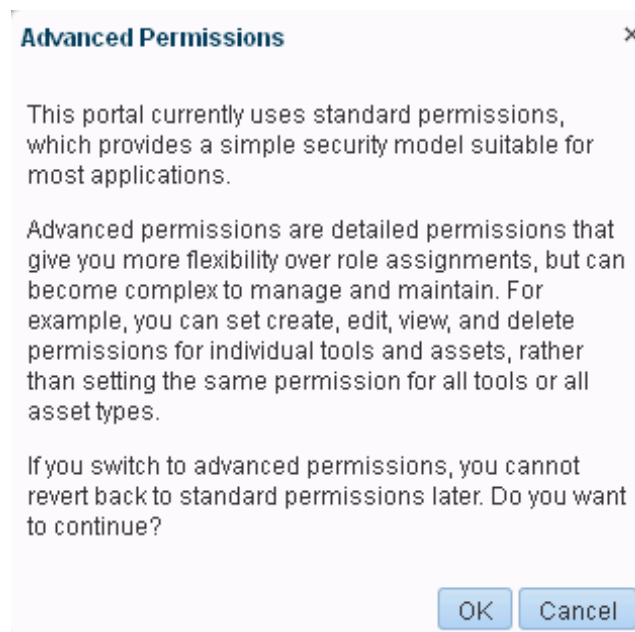 Advanced Permissions
This portal currently uses standard permissions,
which provides a simple security model suitable for
most applications.
Advanced permissions are detailed permissions that
give you more flexibility over role assignments, but can
become complex to manage and maintain. For
example, you can set create, edit, view, and delete
permissions for individual tools and assets, rather
than setting the same permission for all tools or all
asset types.
If you switch to advanced permissions, you cannot
revert back to standard permissions later. Do you want
to continue?
OK Cancel